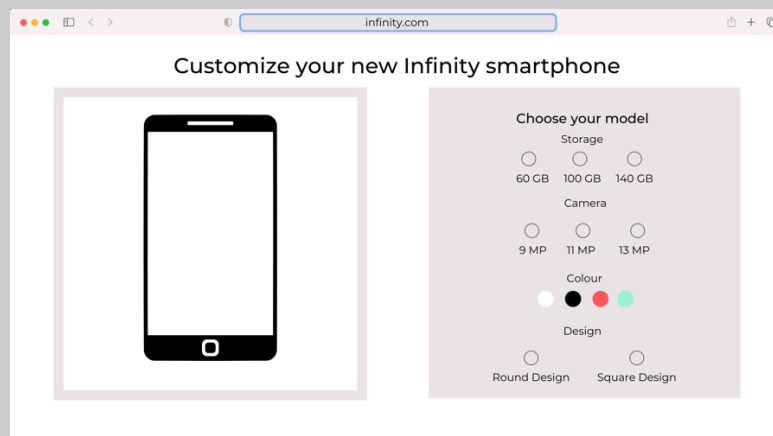 infinity.com
Customize your new Infinity smartphone
Choose your model
Storage
60 GB 100 GB 140 GB
Camera
9 MP 11 MP 13 MP
Colour
Design
Round Design Square Design